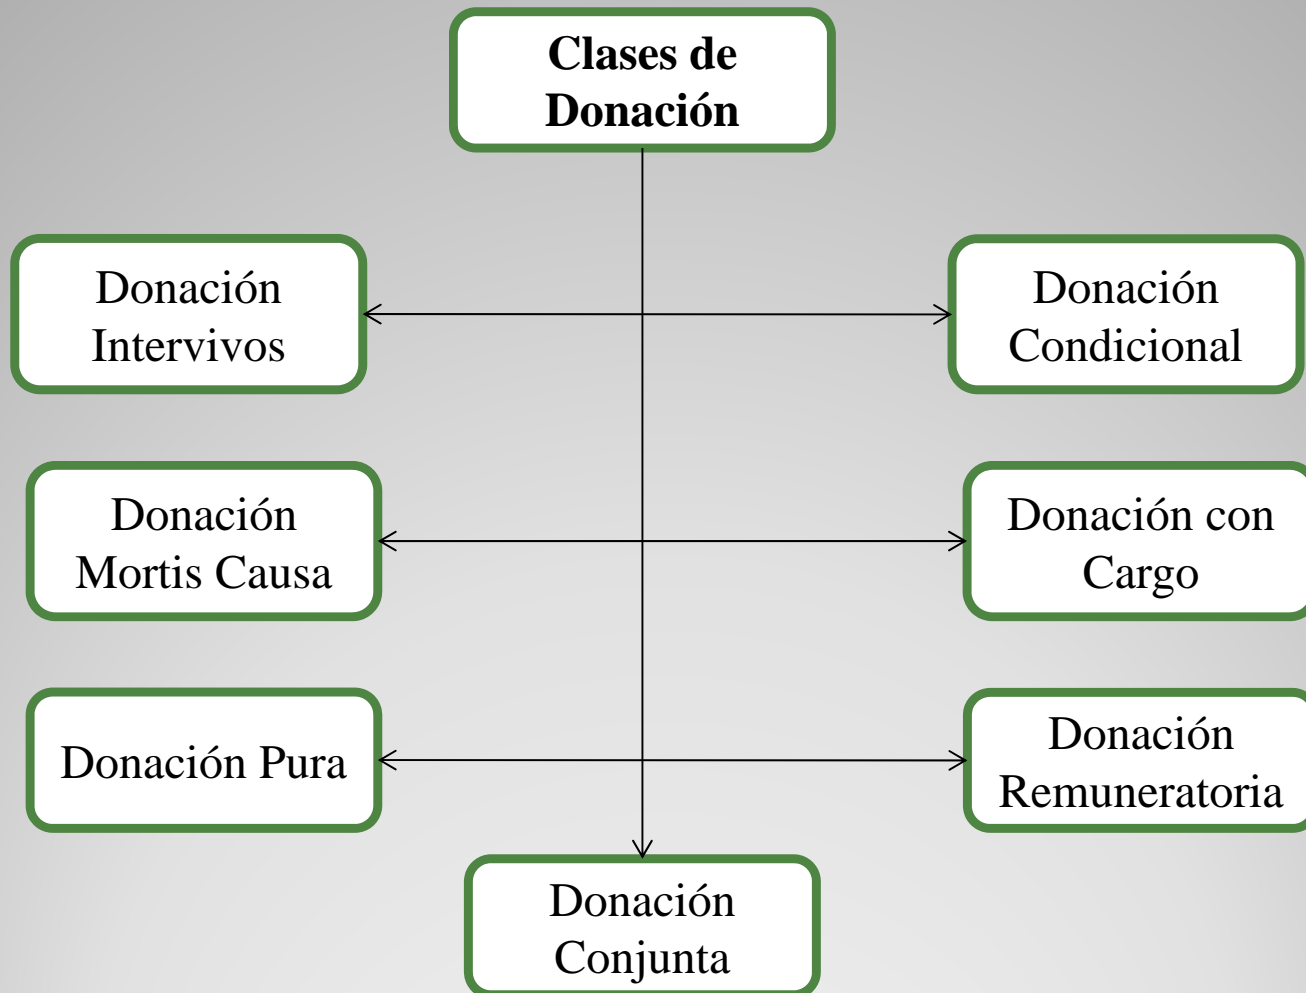 Clases de
Donación
Donación
Intervivos
Donación
Condicional
Donación
Mortis Causa
Donación con
Cargo
Donación Pura
Donación
Remuneratoria
Donación
Conjunta